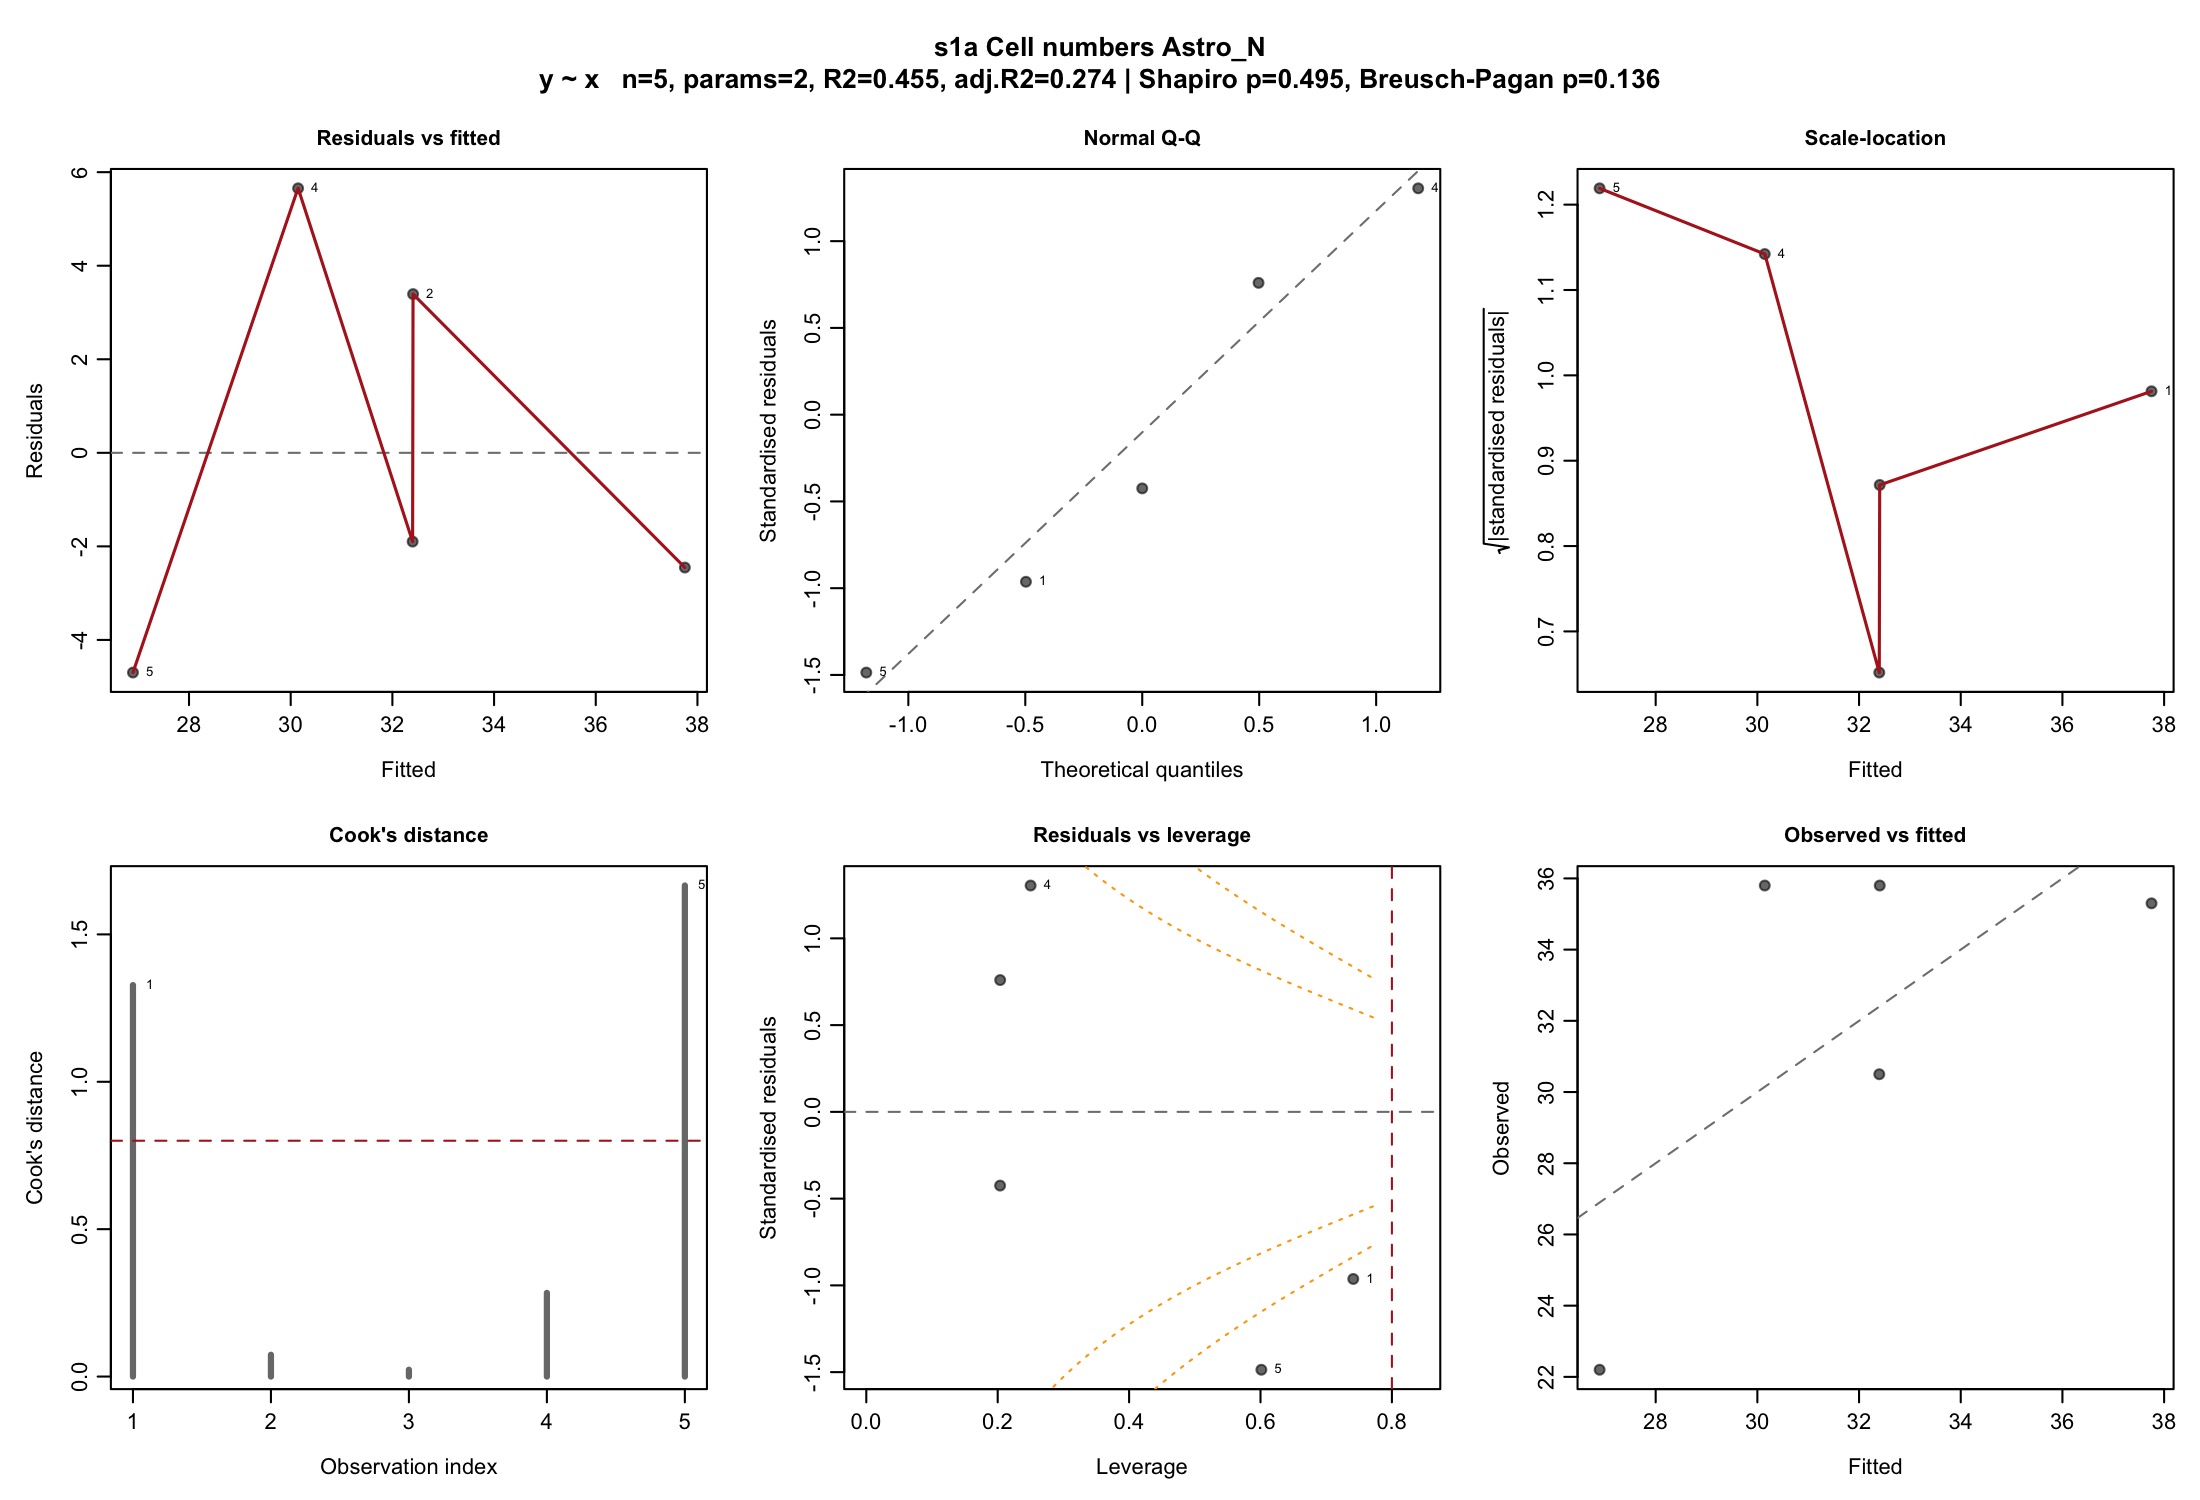 s1a Cell numbers Astro_N
y ~ x   n=5, params=2, R2=0.455, adj.R2=0.274 | Shapiro p=0.495, Breusch-Pagan p=0.136
Residuals vs fitted
Residuals
6
4
2
0
-2
-4
4
2
5
28 30 32 34 36 38
Fitted
Normal Q-Q
Standardised residuals
1.0
0.5
0.0
-0.5
-1.0
-1.5
4
1
5
-1.0 -0.5 0.0 0.5 1.0
Theoretical quantiles
Scale-location
√|standardised residuals|
1.2
1.1
1.0
0.9
0.8
0.7
5
4
1
28 30 32 34 36 38
Fitted
Cook's distance
Cook's distance
1.5
1.0
0.5
0.0
5
1
1 2 3 4 5
Observation index
Residuals vs leverage
Standardised residuals
1.0
0.5
0.0
-0.5
-1.0
-1.5
4
1
5
0.0 0.2 0.4 0.6 0.8
Leverage
Observed vs fitted
Observed
36
34
32
30
28
26
24
22
28 30 32 34 36 38
Fitted